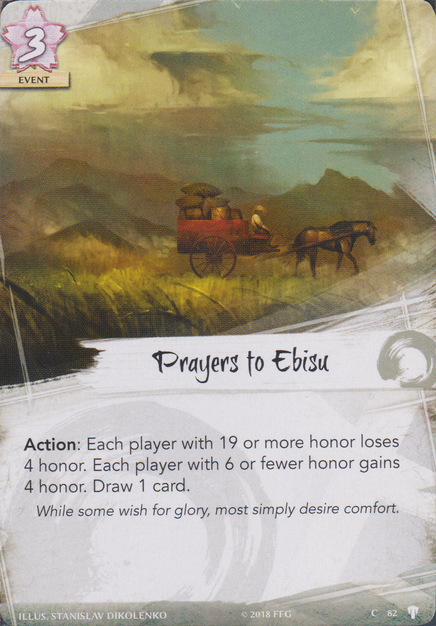 3
EVENT
Prayers to Ebisu
Action: Each player with 19 or more honor loses
4 honor. Each player with 6 or fewer honor gains
4 honor. Draw 1 card.
While some wish for glory, most simply desire comfort.
ILLUS. STANISLAV DIKOLENKO © 2018 FFG C 82